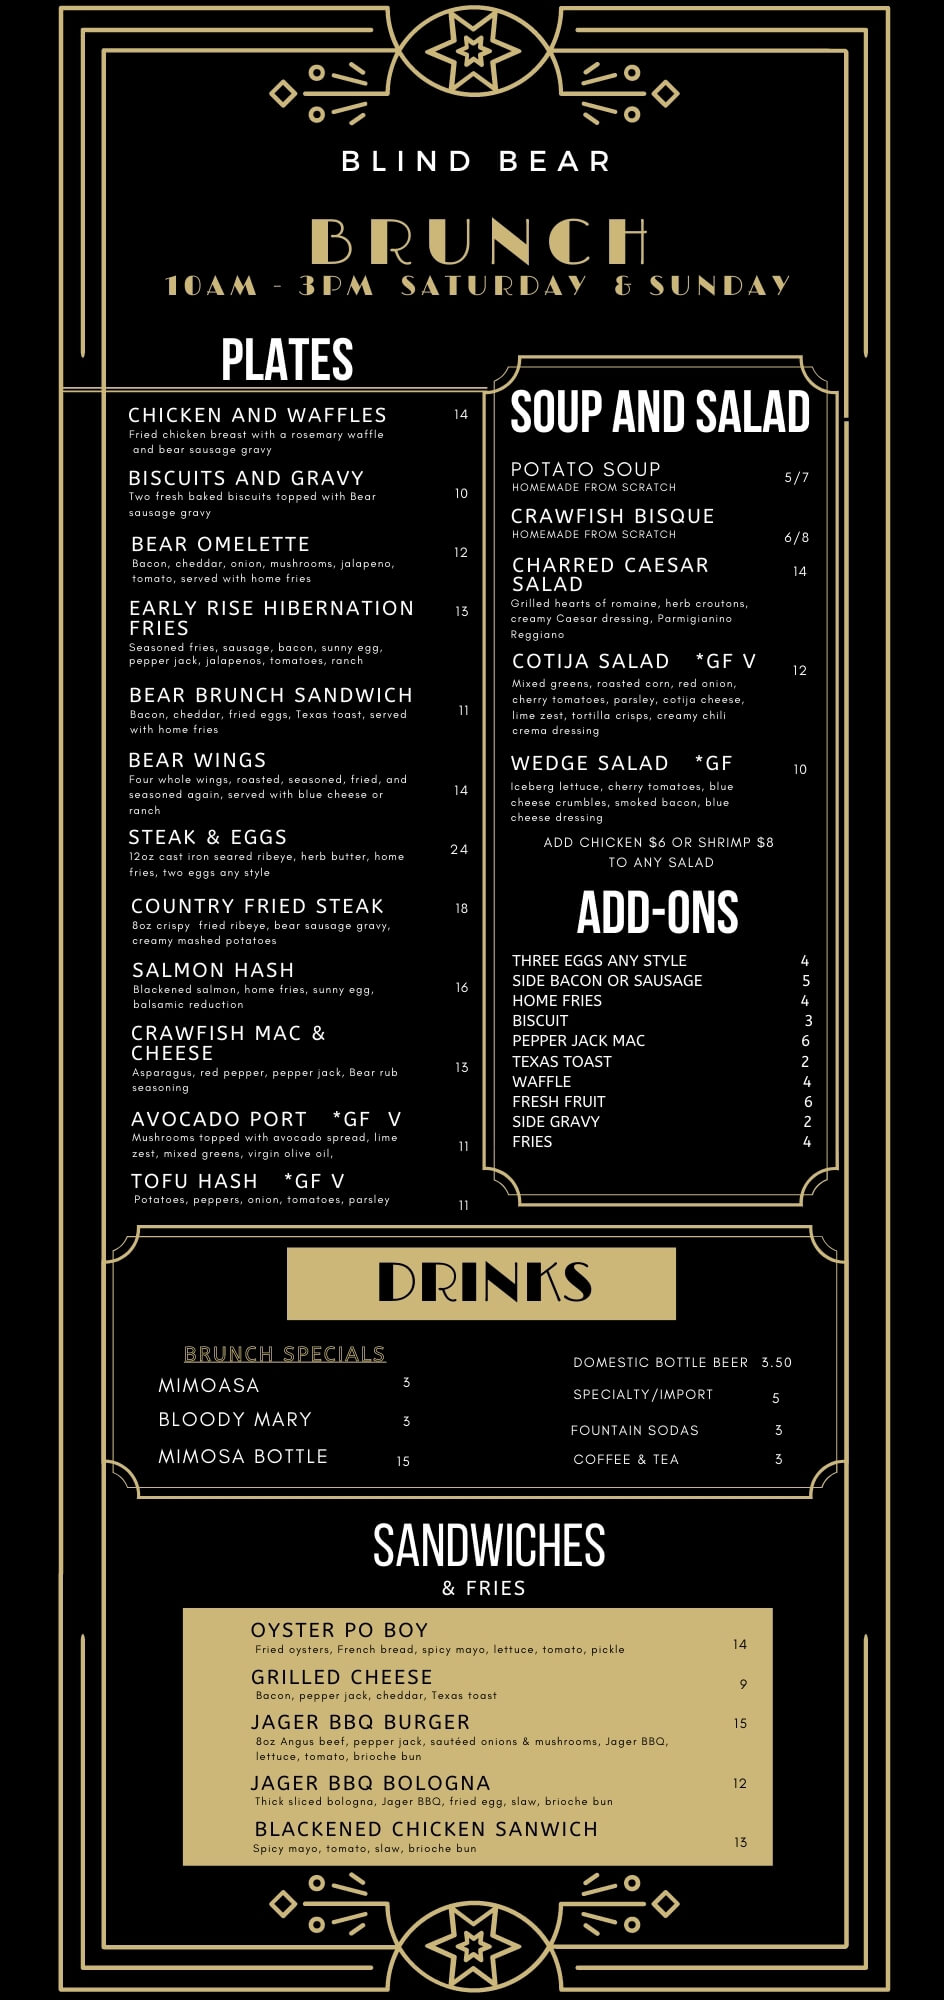 BLIND BEAR
BRUNCH
10AM - 3PM SATURDAY & SUNDAY
PLATES
CHICKEN AND WAFFLES 14
Fried chicken breast with a rosemary waffle
and bear sausage gravy
BISCUITS AND GRAVY
Two fresh baked biscuits topped with Bear 10
sausage gravy
BEAR OMELETTE 12
Bacon, cheddar, onion, mushrooms, jalapeno,
tomato, served with home fries
EARLY RISE HIBERNATION 13
FRIES
Seasoned fries, sausage, bacon, sunny egg,
pepper jack, jalapenos, tomatoes, ranch
BEAR BRUNCH SANDWICH
Bacon, cheddar, fried eggs, Texas toast, served 11
with home fries
BEAR WINGS
Four whole wings, roasted, seasoned, fried, and
seasoned again, served with blue cheese or 14
ranch
STEAK & EGGS
12oz cast iron seared ribeye, herb butter, home 24
fries, two eggs any style
COUNTRY FRIED STEAK 18
8oz crispy fried ribeye, bear sausage gravy,
creamy mashed potatoes
SALMON HASH
Blackened salmon, home fries, sunny egg, 16
balsamic reduction
CRAWFISH MAC &
CHEESE
Asparagus, red pepper, pepper jack, Bear rub 13
seasoning
AVOCADO PORT *GF V
Mushrooms topped with avocado spread, lime
zest, mixed greens, virgin olive oil, 11
TOFU HASH *GF V
Potatoes, peppers, onion, tomatoes, parsley 11
SOUP AND SALAD
POTATO SOUP 5/7
HOMEMADE FROM SCRATCH
CRAWFISH BISQUE
HOMEMADE FROM SCRATCH 6/8
CHARRED CAESAR 14
SALAD
Grilled hearts of romaine, herb croutons,
creamy Caesar dressing, Parmigianino
Reggiano
COTIJA SALAD *GF V 12
Mixed greens, roasted corn, red onion,
cherry tomatoes, parsley, cotija cheese,
lime zest, tortilla crisps, creamy chili
crema dressing
WEDGE SALAD *GF 10
Iceberg lettuce, cherry tomatoes, blue
cheese crumbles, smoked bacon, blue
cheese dressing
ADD CHICKEN $6 OR SHRIMP $8
TO ANY SALAD
ADD-ONS
THREE EGGS ANY STYLE 4
SIDE BACON OR SAUSAGE 5
HOME FRIES 4
BISCUIT 3
PEPPER JACK MAC 6
TEXAS TOAST 2
WAFFLE 4
FRESH FRUIT 6
SIDE GRAVY 2
FRIES 4
DRINKS
BRUNCH SPECIALS
MIMOASA 3
BLOODY MARY 3
MIMOSA BOTTLE 15
DOMESTIC BOTTLE BEER 3.50
SPECIALTY/IMPORT 5
FOUNTAIN SODAS 3
COFFEE & TEA 3
SANDWICHES
& FRIES
OYSTER PO BOY
Fried oysters, French bread, spicy mayo, lettuce, tomato, pickle 14
GRILLED CHEESE 9
Bacon, pepper jack, cheddar, Texas toast
JAGER BBQ BURGER 15
8oz Angus beef, pepper jack, sautéed onions & mushrooms, Jager BBQ,
lettuce, tomato, brioche bun
JAGER BBQ BOLOGNA 12
Thick sliced bologna, Jager BBQ, fried egg, slaw, brioche bun
BLACKENED CHICKEN SANWICH
Spicy mayo, tomato, slaw, brioche bun 13